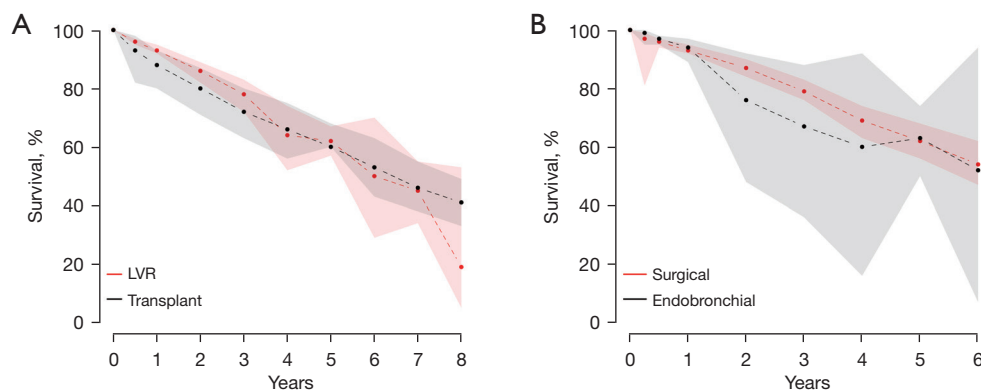 A
100
80
60
40
20
0
Survival, %
LVR
Transplant
0 1 2 3 4 5 6 7 8
Years
B
100
80
60
40
20
0
Survival, %
Surgical
Endobronchial
0 1 2 3 4 5 6
Years